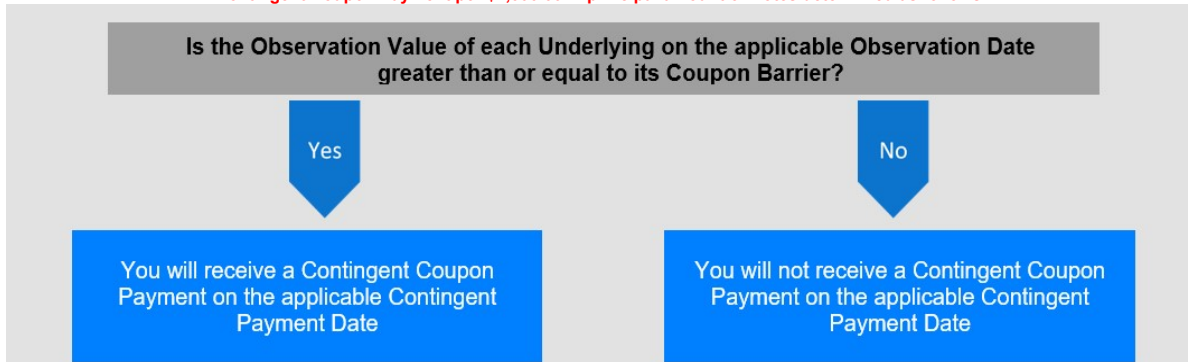 Is the Observation Value of each Underlying on the applicable Observation Date
greater than or equal to its Coupon Barrier?
Yes
No
You will receive a Contingent Coupon
Payment on the applicable Contingent
Payment Date
You will not receive a Contingent Coupon
Payment on the applicable Contingent
Payment Date